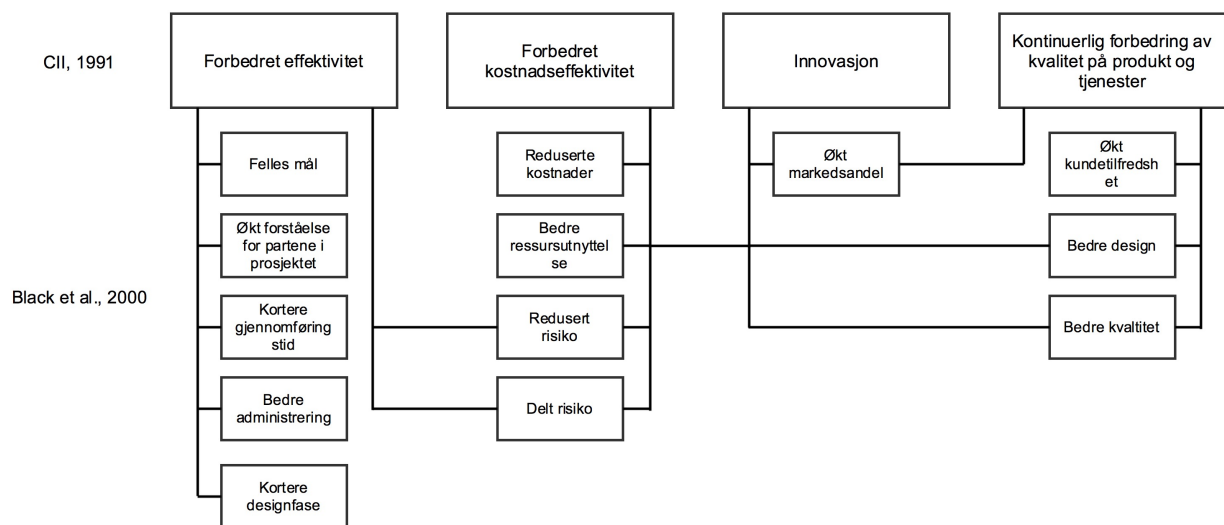 CII, 1991
Forbedret effektivitet
Forbedret
kostnadseffektivitet
Innovasjon
Kontinuerlig forbedring av
kvalitet på produkt og
tjenester
Felles mål
Reduserte
kostnader
Økt
markedsandel
Økt
kundetilfredsh
et
Økt forståelse
for partene i
prosjektet
Bedre
ressursutnyttel
se
Bedre design
Black et al., 2000
Kortere
gjennomføring
stid
Redusert
risiko
Bedre kvaltitet
Bedre
administrering
Delt risiko
Kortere
designfase